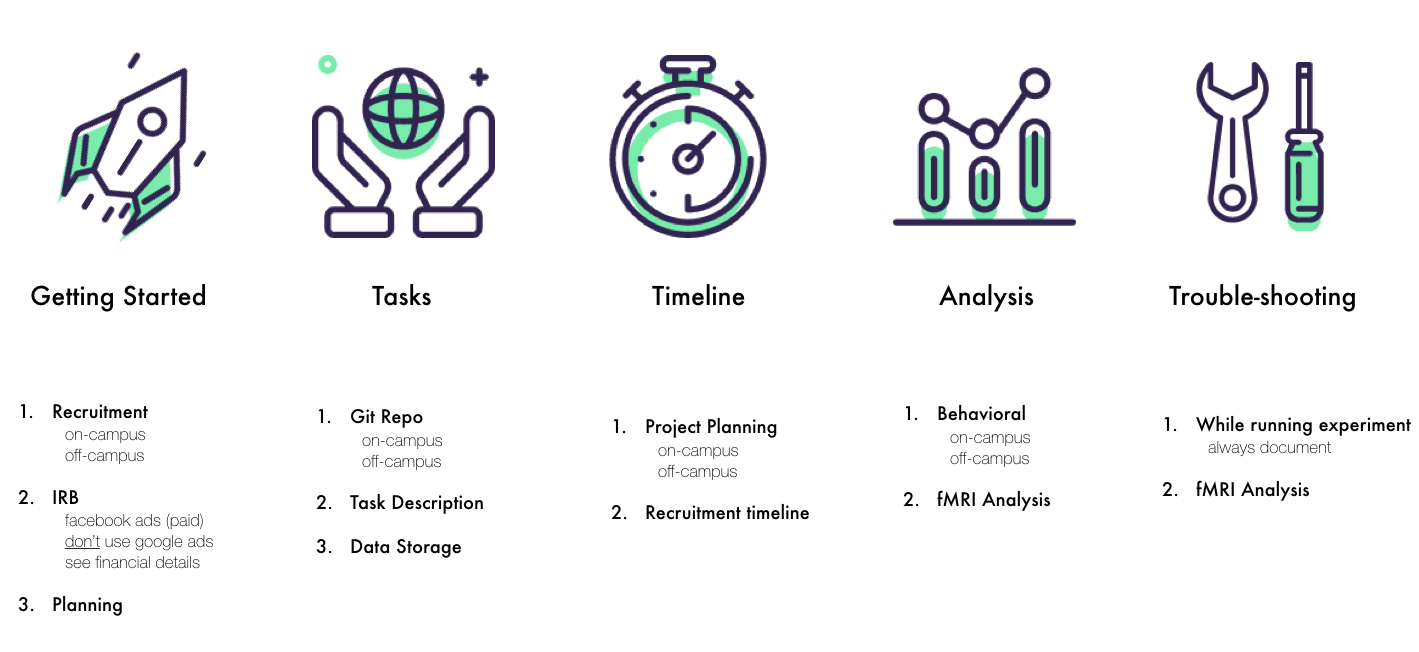 Getting Started
1. Recruitment
on-campus
off-campus
2. IRB
facebook ads (paid)
don't use google ads
see financial details
3. Planning
Tasks
1. Git Repo
on-campus
off-campus
2. Task Description
3. Data Storage
Timeline
1. Project Planning
on-campus
off-campus
2. Recruitment timeline
Analysis
1. Behavioral
on-campus
off-campus
2. fMRI Analysis
Trouble-shooting
1. While running experiment
always document
2. fMRI Analysis